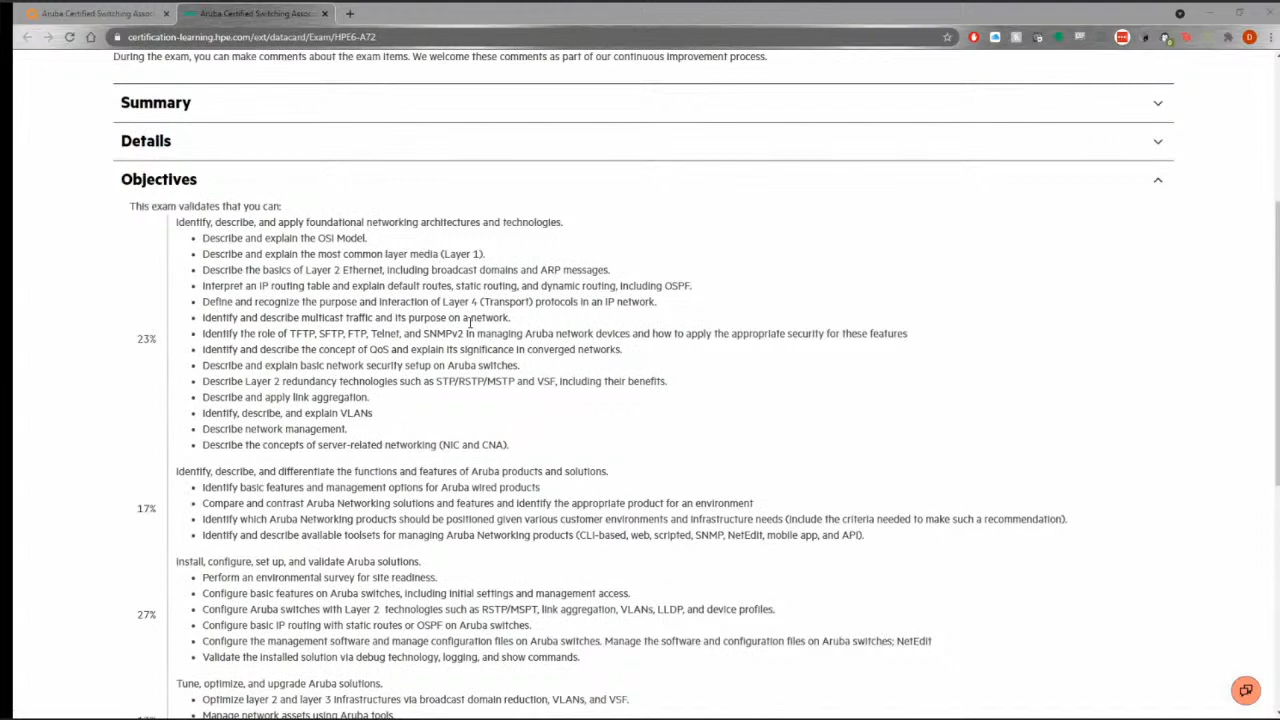 Aruba Certified Switching Associ
Aruba Certified Switching Associ
certification-learning.hpe.com/ext/datacard/Exam/HPE6-A72
D
During the exam, you can make comments about the exam items. We welcome these comments as part of our continuous improvement process.
Summary
Details
Objectives
This exam validates that you can:
Identify, describe, and apply foundational networking architectures and technologies.
• Describe and explain the OSI Model.
• Describe and explain the most common layer media (Layer 1).
• Describe the basics of Layer 2 Ethernet, including broadcast domains and ARP messages.
• Interpret an IP routing table and explain default routes, static routing, and dynamic routing, including OSPF.
• Define and recognize the purpose and interaction of Layer 4 (Transport) protocols in an IP network.
• Identify and describe multicast traffic and its purpose on a network.
• Identify the role of TFTP, SFTP, FTP, Telnet, and SNMPv2 in managing Aruba network devices and how to apply the appropriate security for these features
23%
• Identify and describe the concept of QoS and explain its significance in converged networks.
• Describe and explain basic network security setup on Aruba switches.
• Describe Layer 2 redundancy technologies such as STP/RSTP/MSTP and VSF, including their benefits.
• Describe and apply link aggregation.
• Identify, describe, and explain VLANs
• Describe network management.
• Describe the concepts of server-related networking (NIC and CNA).
Identify, describe, and differentiate the functions and features of Aruba products and solutions.
• Identify basic features and management options for Aruba wired products
• Compare and contrast Aruba Networking solutions and features and identify the appropriate product for an environment
17%
• Identify which Aruba Networking products should be positioned given various customer environments and infrastructure needs (include the criteria needed to make such a recommendation).
• Identify and describe available toolsets for managing Aruba Networking products (CLI-based, web, scripted, SNMP, NetEdit, mobile app, and API).
Install, configure, set up, and validate Aruba solutions.
• Perform an environmental survey for site readiness.
• Configure basic features on Aruba switches, including initial settings and management access.
• Configure Aruba switches with Layer 2 technologies such as RSTP/MSPT, link aggregation, VLANs, LLDP, and device profiles.
27%
• Configure basic IP routing with static routes or OSPF on Aruba switches.
• Configure the management software and manage configuration files on Aruba switches. Manage the software and configuration files on Aruba switches; NetEdit
• Validate the installed solution via debug technology, logging, and show commands.
Tune, optimize, and upgrade Aruba solutions.
• Optimize layer 2 and layer 3 infrastructures via broadcast domain reduction, VLANs, and VSF.
• Manage network assets using Aruba tools.